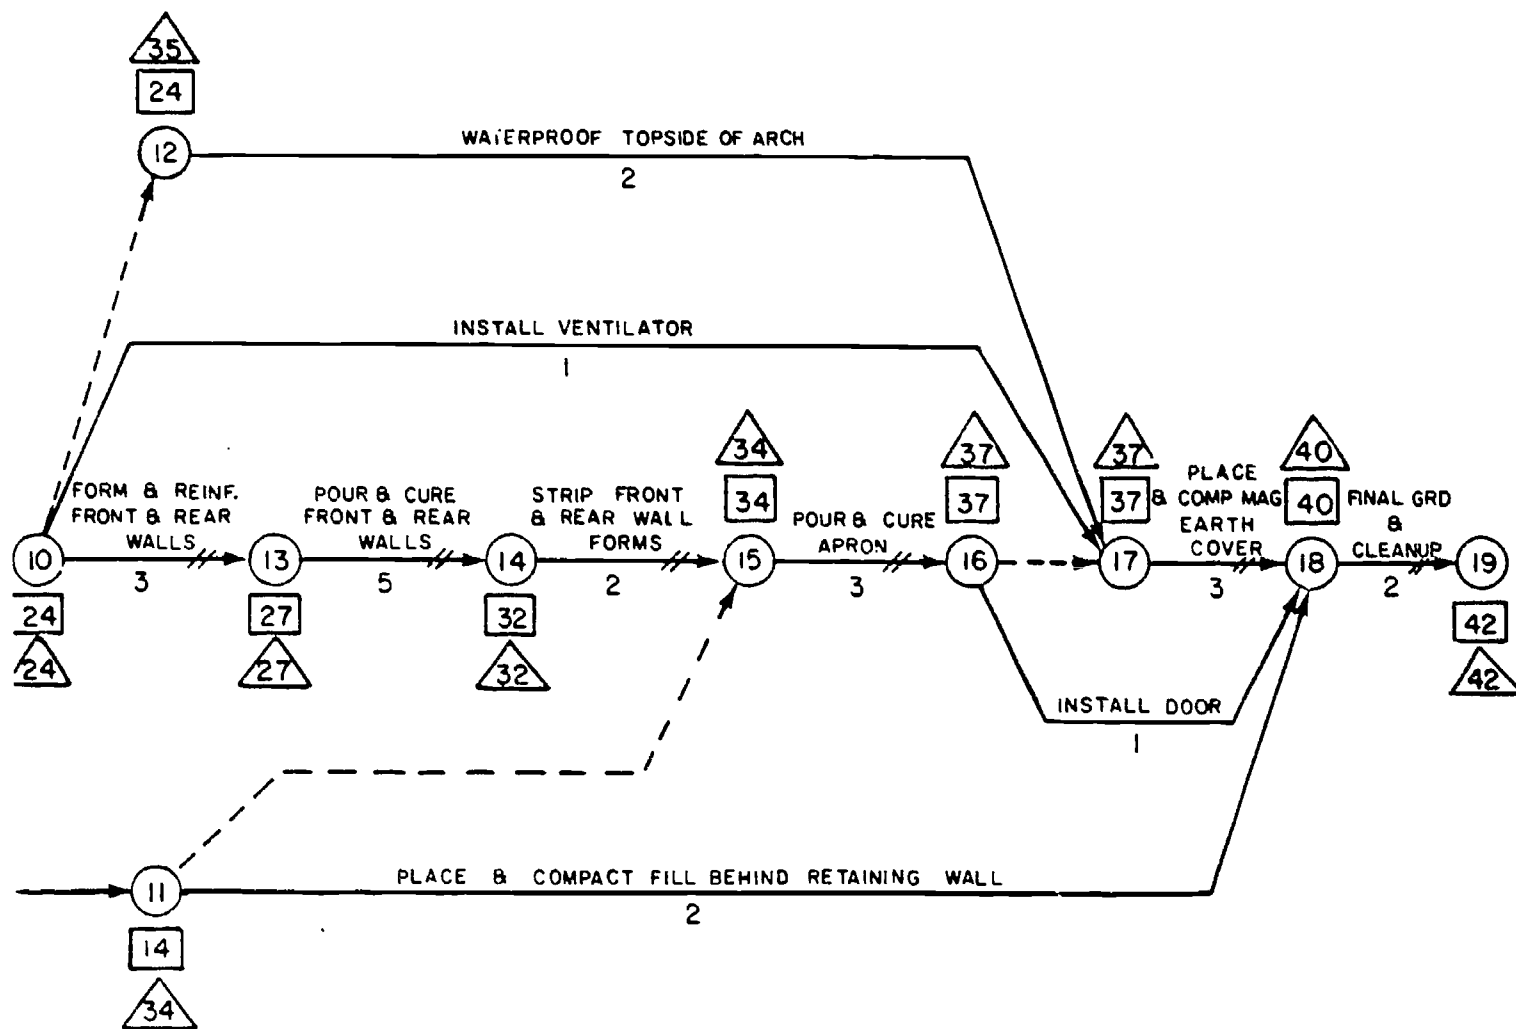 35
24
12
WATERPROOF TOPSIDE OF ARCH
2
INSTALL VENTILATOR
1
FORM & REINF.
FRONT & REAR
WALLS
3
10
24
24
POUR & CURE
FRONT & REAR
WALLS
5
13
27
27
STRIP FRONT
& REAR WALL
FORMS
2
14
32
32
34
34
15
POUR & CURE
APRON
3
37
37
16
37
37
17
PLACE
& COMP MAG
EARTH
COVER
3
40
40
18
FINAL GRD
&
CLEANUP
2
19
42
42
INSTALL DOOR
1
11
14
34
PLACE & COMPACT FILL BEHIND RETAINING WALL
2